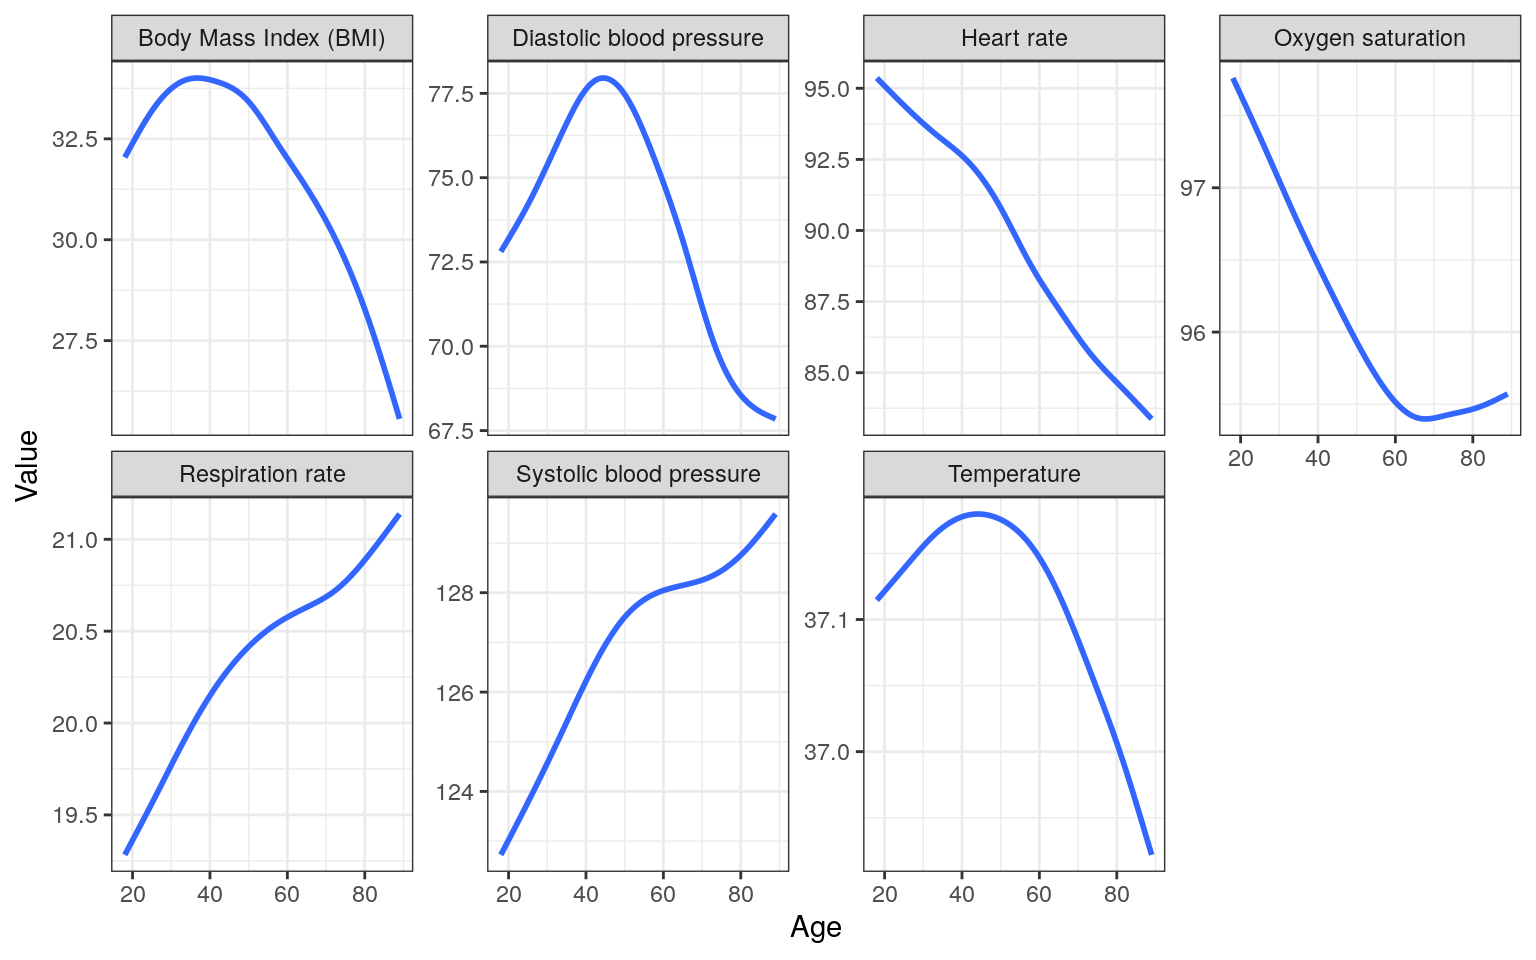 Body Mass Index (BMI)
Diastolic blood pressure
Heart rate
Oxygen saturation
32.5
30.0
27.5
77.5
75.0
72.5
70.0
67.5
95.0
92.5
90.0
87.5
85.0
97
96
20 40 60 80
Value
Respiration rate
Systolic blood pressure
Temperature
21.0
20.5
20.0
19.5
128
126
124
37.1
37.0
20 40 60 80
20 40 60 80
20 40 60 80
Age